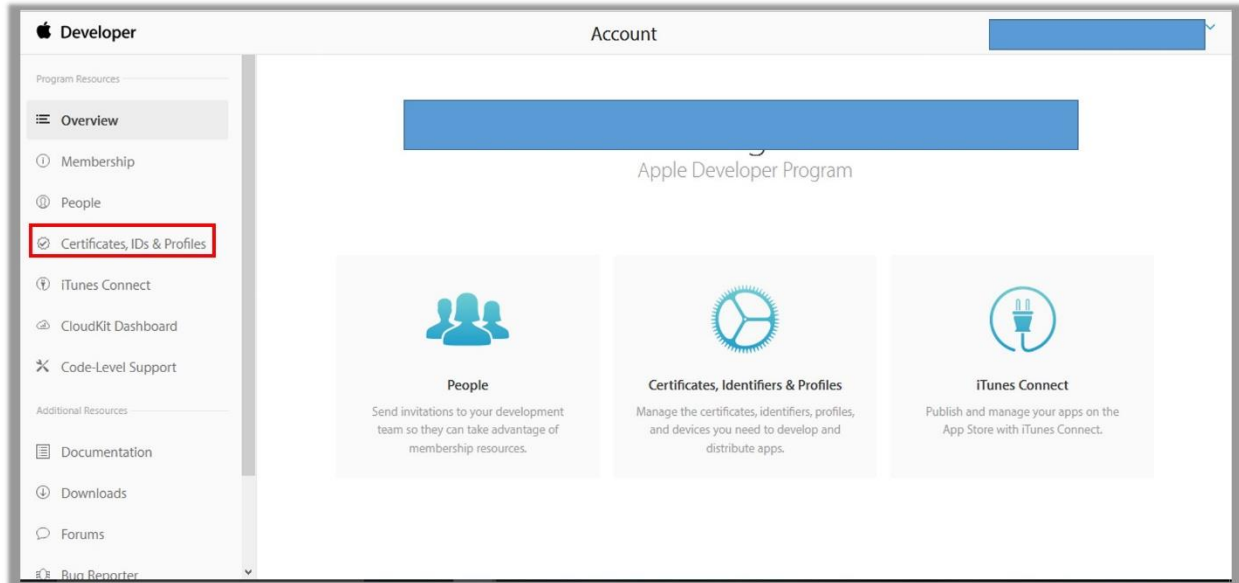 Developer
Account
Program Resources
Overview
Membership
People
Certificates, IDs & Profiles
iTunes Connect
CloudKit Dashboard
Code-Level Support
Additional Resources
Documentation
Downloads
Forums
Bug Reporter
Apple Developer Program
People
Send invitations to your development
team so they can take advantage of
membership resources.
Certificates, Identifiers & Profiles
Manage the certificates, identifiers, profiles,
and devices you need to develop and
distribute apps.
iTunes Connect
Publish and manage your apps on the
App Store with iTunes Connect.